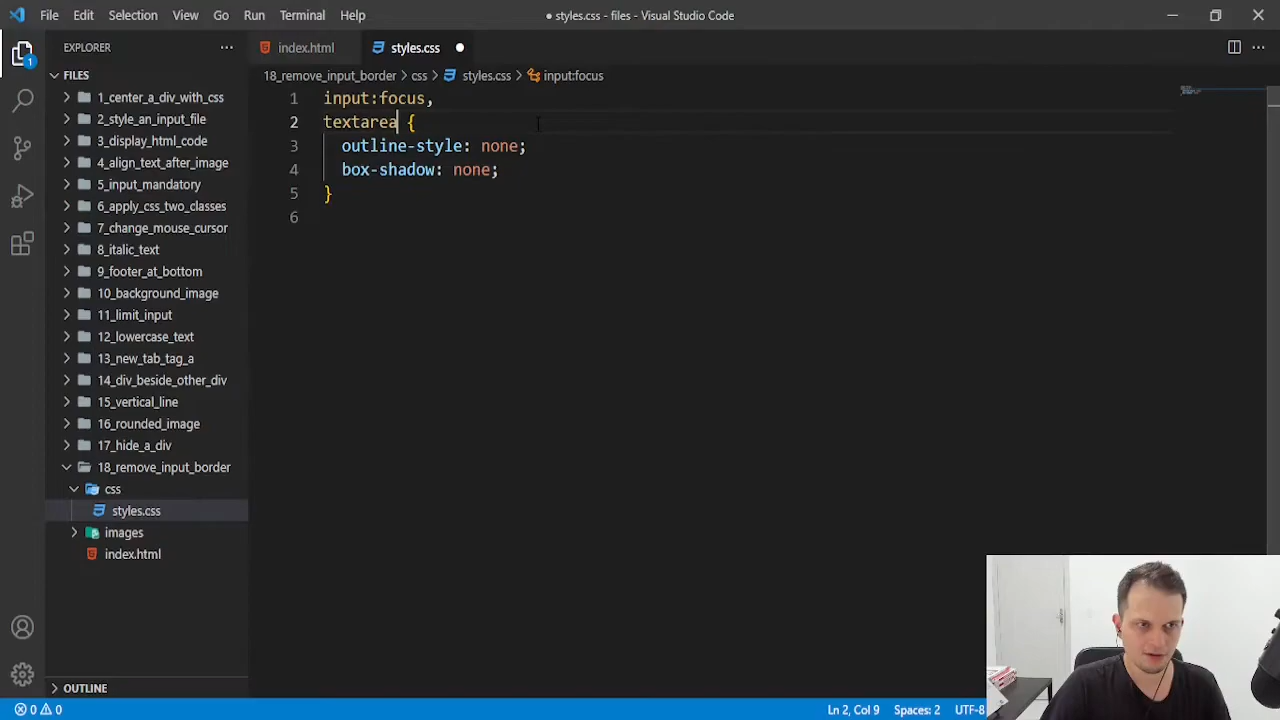 File Edit Selection View Go Run Terminal Help
● styles.css - files - Visual Studio Code
EXPLORER
index.html
styles.css
FILES
18_remove_input_border > css > styles.css > input:focus
1_center_a_div_with_css
2_style_an_input_file
3_display_html_code
4_align_text_after_image
5_input_mandatory
6_apply_css_two_classes
7_change_mouse_cursor
8_italic_text
9_footer_at_bottom
10_background_image
11_limit_input
12_lowercase_text
13_new_tab_tag_a
14_div_beside_other_div
15_vertical_line
16_rounded_image
17_hide_a_div
18_remove_input_border
css
styles.css
images
index.html
OUTLINE
1 input:focus,
2 textarea {
3 outline-style: none;
4 box-shadow: none;
5 }
6
1
0 0
Ln 2, Col 9 Spaces: 2 UTF-8